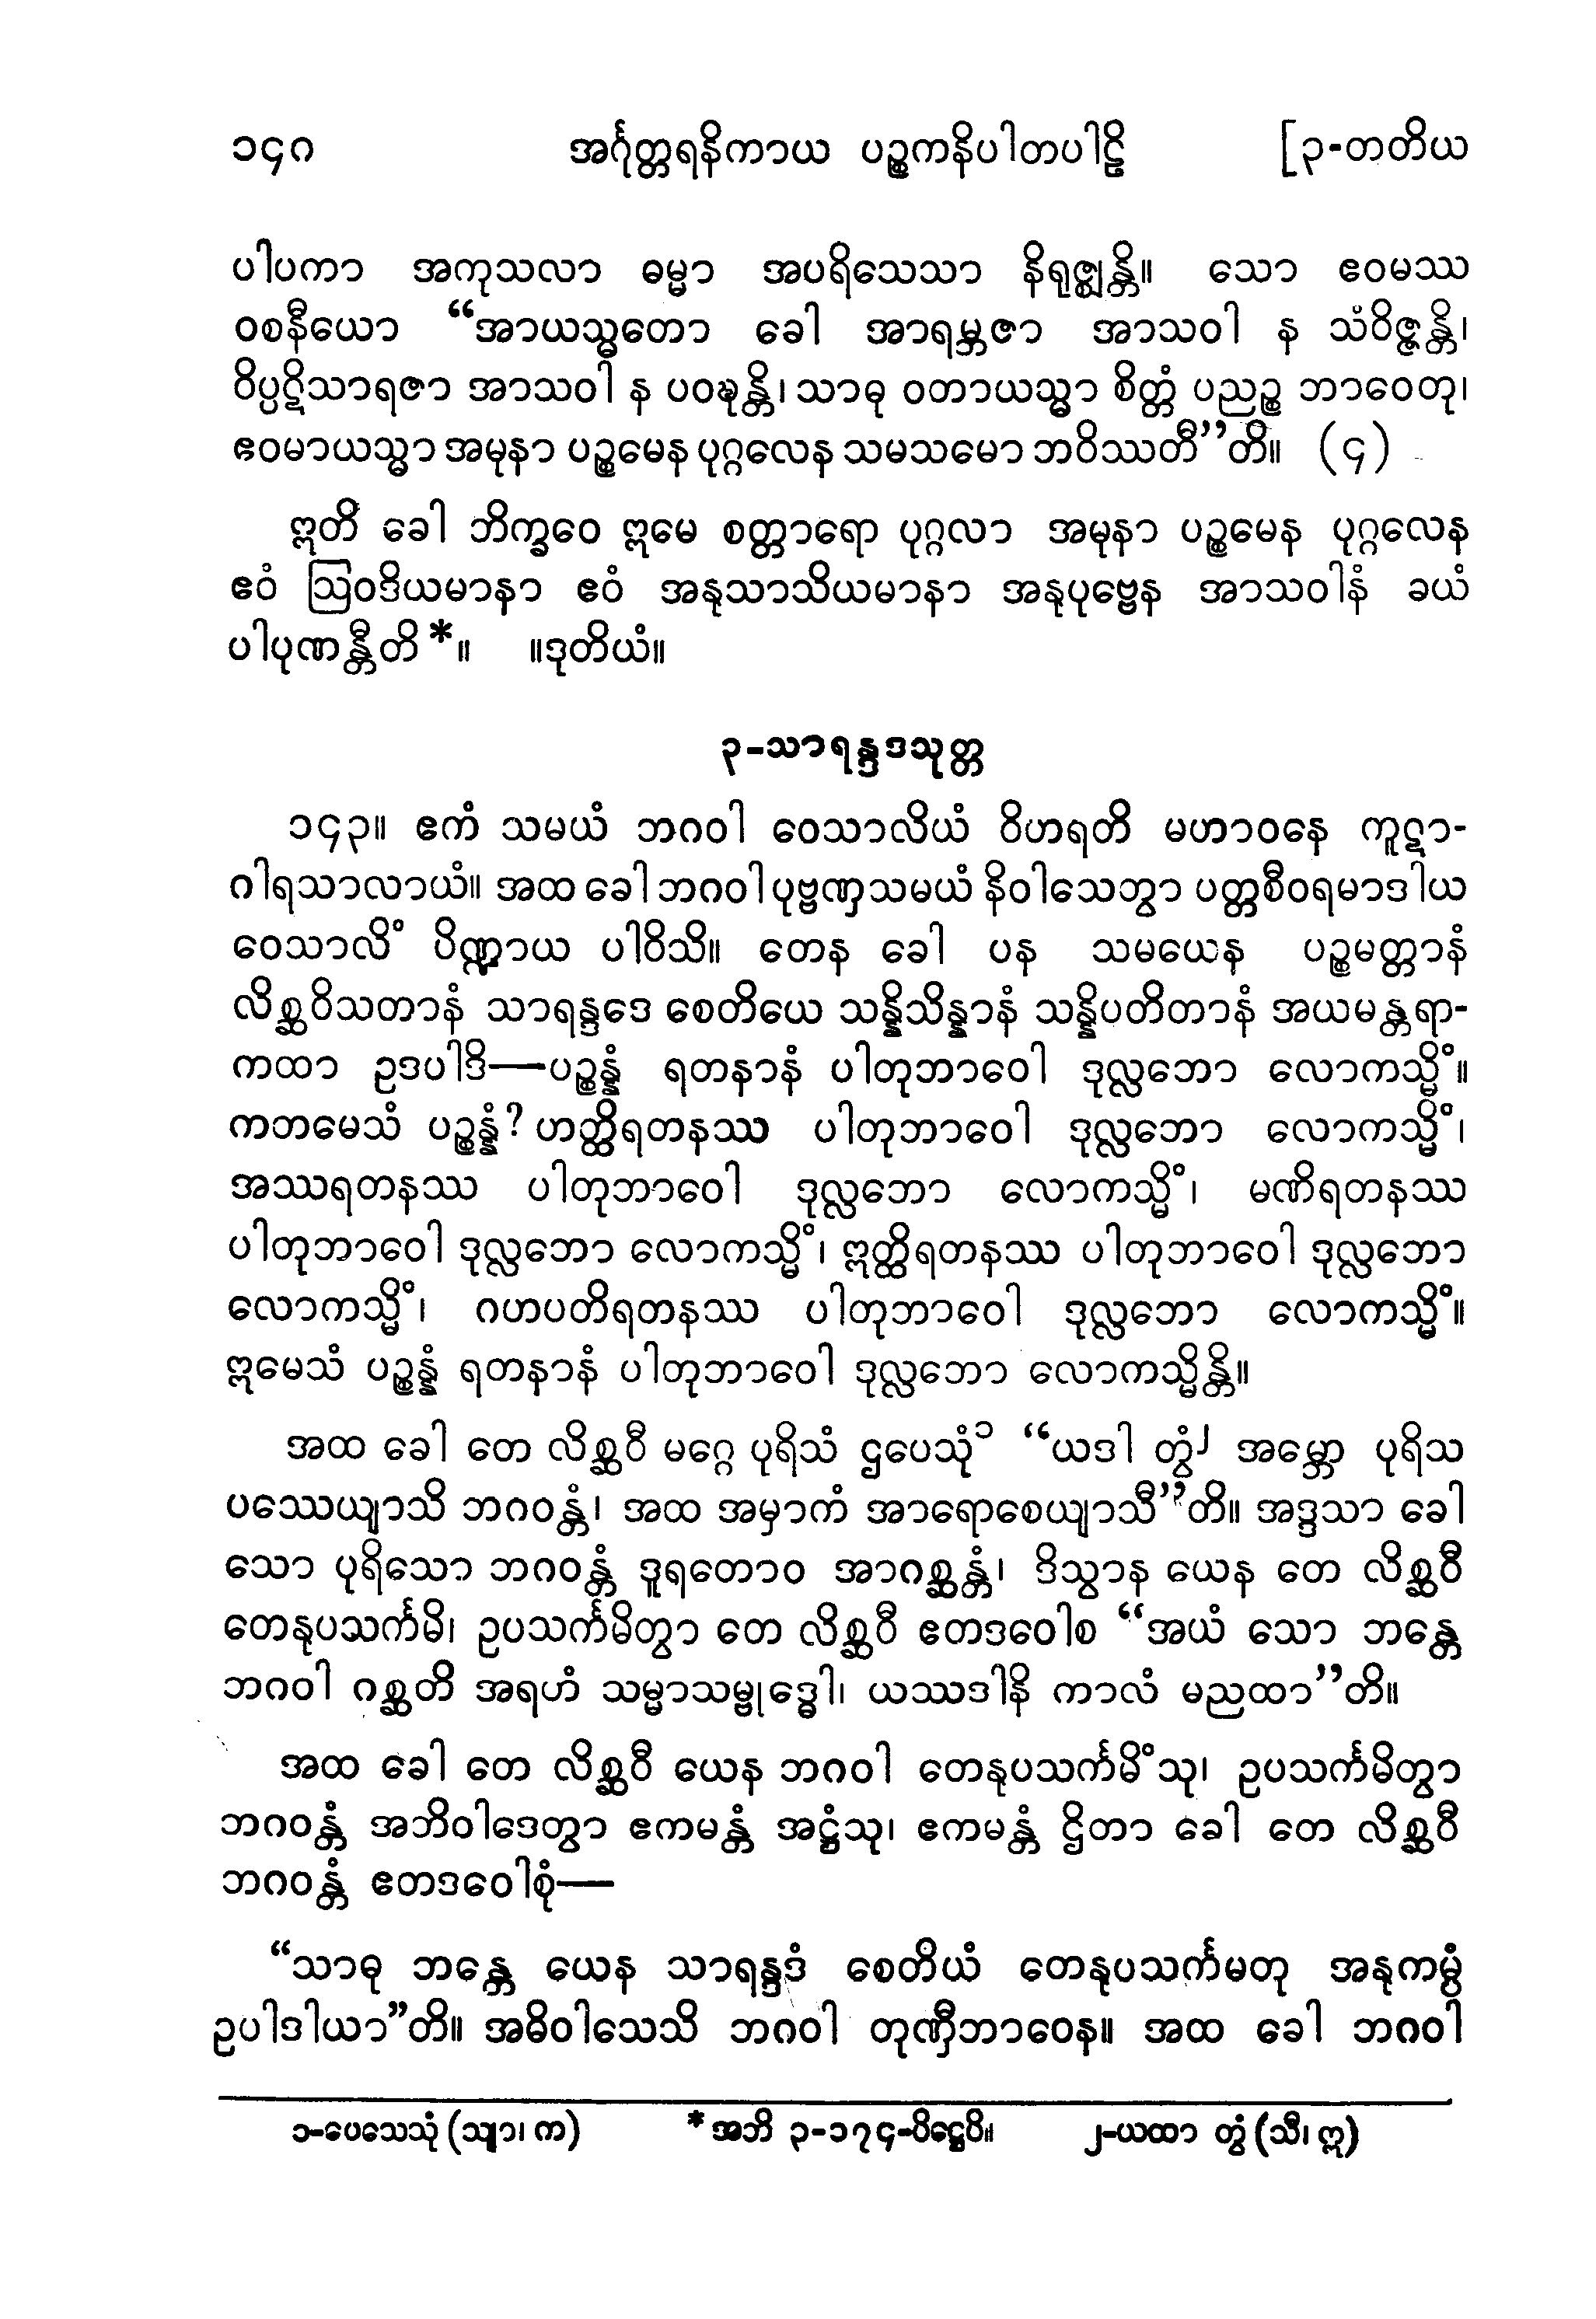 ၁၄၈ အင်္ဂုတ္တရနိကာယ ပဉ္စကနိပါတပါဠိ [၃-တတိယ
ပါပကာ အကုသလာ ဓမ္မာ အပရိသေသာ နိရုဇ္ဈန္တိ။ သော ဧဝမဿ
ဝစနီယော “အာယသ္မတော ခေါ အာရမ္ဘဇာ အာသဝါ န သံဝိဇ္ဇန္တိ၊
ဝိပ္ပဋိသာရဇာ အာသဝါ န ပဝဍ္ဎန္တိ၊ သာဓု ဝတာယသ္မာ စိတ္တံ ပညဉ္စ ဘာဝေတု၊
ဧဝမာယသ္မာ အမုနာ ပဉ္စမေန ပုဂ္ဂလေန သမသမော ဘဝိဿတီ”တိ။ (၄)
ဣတိ ခေါ ဘိက္ခဝေ ဣမေ စတ္တာရော ပုဂ္ဂလာ အမုနာ ပဉ္စမေန ပုဂ္ဂလေန
ဧဝံ ဩဝဒိယမာနာ ဧဝံ အနုသာသိယမာနာ အနုပုဗ္ဗေန အာသဝါနံ ခယံ
ပါပုဏန္တီတိ*။ ။ဒုတိယံ။
၃-သာရန္ဒဒသုတ္တ
၁၄၃။ ဧကံ သမယံ ဘဂဝါ ဝေသာလိယံ ဝိဟရတိ မဟာဝနေ ကူဋာ-
ဂါရသာလာယံ။ အထ ခေါ ဘဂဝါ ပုဗ္ဗဏှသမယံ နိဝါသေတွာ ပတ္တစီဝရမာဒါယ
ဝေသာလိံ ပိဏ္ဍာယ ပါဝိသိ။ တေန ခေါ ပန သမယေန ပဉ္စမတ္တာနံ
လိစ္ဆဝိသတာနံ သာရန္ဒဒေ စေတိယေ သန္နိသိန္နာနံ သန္နိပတိတာနံ အယမန္တရာ-
ကထာ ဥဒပါဒိ—ပဉ္စန္နံ ရတနာနံ ပါတုဘာဝေါ ဒုလ္လဘော လောကသ္မိံ။
ကတမေသံ ပဉ္စန္နံ? ဟတ္ထိရတနဿ ပါတုဘာဝေါ ဒုလ္လဘော လောကသ္မိံ၊
အဿရတနဿ ပါတုဘာဝေါ ဒုလ္လဘော လောကသ္မိံ၊ မဏိရတနဿ
ပါတုဘာဝေါ ဒုလ္လဘော လောကသ္မိံ၊ ဣတ္ထိရတနဿ ပါတုဘာဝေါ ဒုလ္လဘော
လောကသ္မိံ၊ ဂဟပတိရတနဿ ပါတုဘာဝေါ ဒုလ္လဘော လောကသ္မိံ။
ဣမေသံ ပဉ္စန္နံ ရတနာနံ ပါတုဘာဝေါ ဒုလ္လဘော လောကသ္မိန္တိ။
အထ ခေါ တေ လိစ္ဆဝီ မဂ္ဂေ ပုရိသံ ဌပေသုံ၁ “ယဒါ တွံ၂ အမ္ဘော ပုရိသ
ပဿေယျာသိ ဘဂဝန္တံ၊ အထ အမှာကံ အာရောစေယျာသီ”တိ။ အဒ္ဒသာ ခေါ
သော ပုရိသော ဘဂဝန္တံ ဒူရတောဝ အာဂစ္ဆန္တံ၊ ဒိသွာန ယေန တေ လိစ္ဆဝီ
တေနုပသင်္ကမိ၊ ဥပသင်္ကမိတွာ တေ လိစ္ဆဝီ ဧတဒဝေါစ “အယံ သော ဘန္တေ
ဘဂဝါ ဂစ္ဆတိ အရဟံ သမ္မာသမ္ဗုဒ္ဓေါ၊ ယဿဒါနိ ကာလံ မညထာ”တိ။
အထ ခေါ တေ လိစ္ဆဝီ ယေန ဘဂဝါ တေနုပသင်္ကမိံသု၊ ဥပသင်္ကမိတွာ
ဘဂဝန္တံ အဘိဝါဒေတွာ ဧကမန္တံ အဋ္ဌံသု၊ ဧကမန္တံ ဌိတာ ခေါ တေ လိစ္ဆဝီ
ဘဂဝန္တံ ဧတဒဝေါစုံ—
“သာဓု ဘန္တေ ယေန သာရန္ဒဒံ စေတိယံ တေနုပသင်္ကမတု အနုကမ္ပံ
ဥပါဒါယာ”တိ။ အဓိဝါသေသိ ဘဂဝါ တုဏှီဘာဝေန။ အထ ခေါ ဘဂဝါ
၁-ပေသေသုံ (သျာ၊ က) *အဘိ ၃-၁၇၄-ပိဋ္ဌေပိ။ ၂-ယထာ တွံ (သီ၊ ဣ)